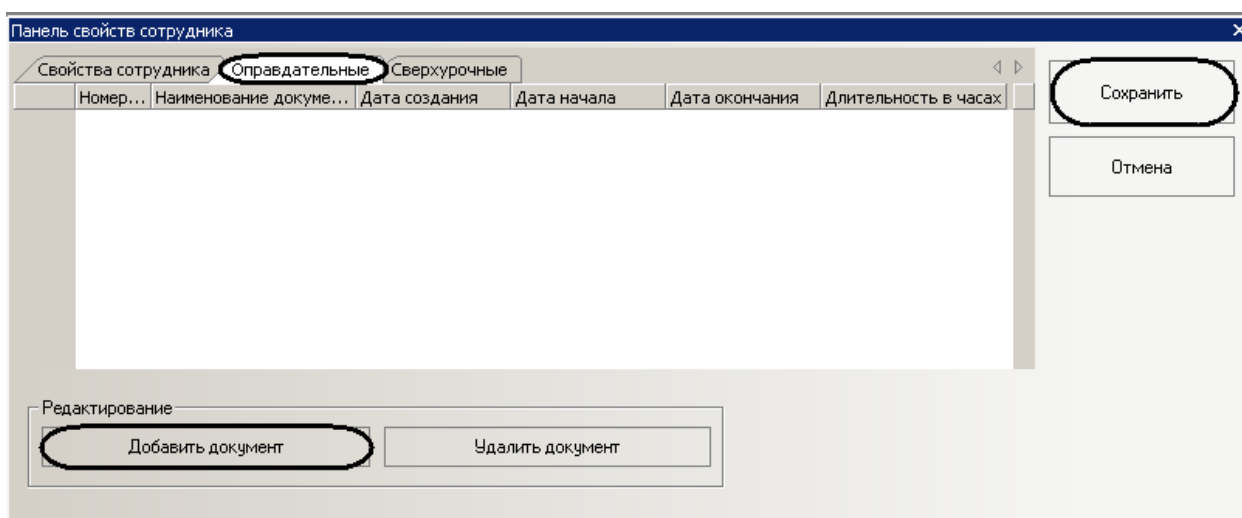 Панель свойств сотрудника
Свойства сотрудника Оправдательные Сверхурочные
Номер... Наименование докуме... Дата создания Дата начала Дата окончания Длительность в часах
Сохранить
Отмена
Редактирование
Добавить документ Удалить документ